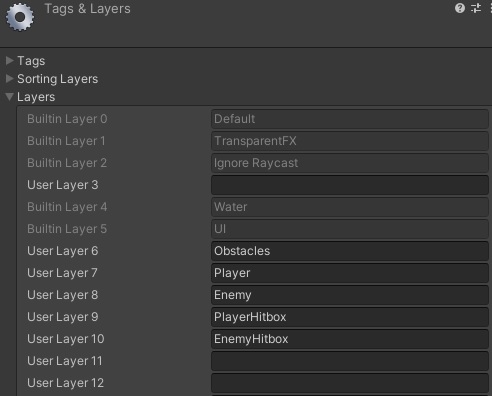 Tags & Layers
Tags
Sorting Layers
Layers
Builtin Layer 0 Default
Builtin Layer 1 TransparentFX
Builtin Layer 2 Ignore Raycast
User Layer 3
Builtin Layer 4 Water
Builtin Layer 5 UI
User Layer 6 Obstacles
User Layer 7 Player
User Layer 8 Enemy
User Layer 9 PlayerHitbox
User Layer 10 EnemyHitbox
User Layer 11
User Layer 12